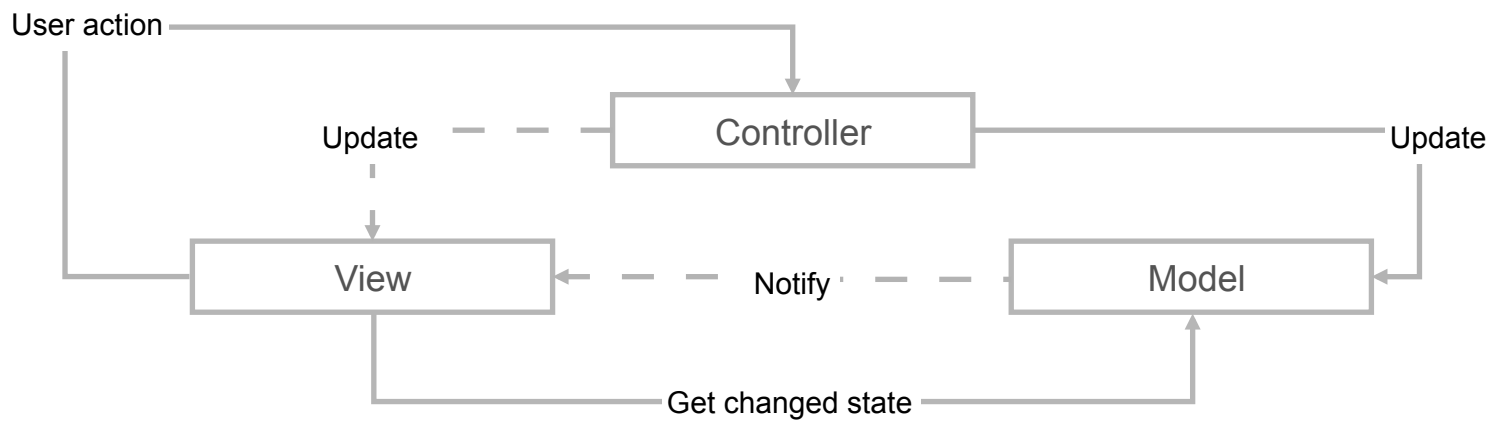 User action
Controller
Update
Update
View
Notify
Model
Get changed state